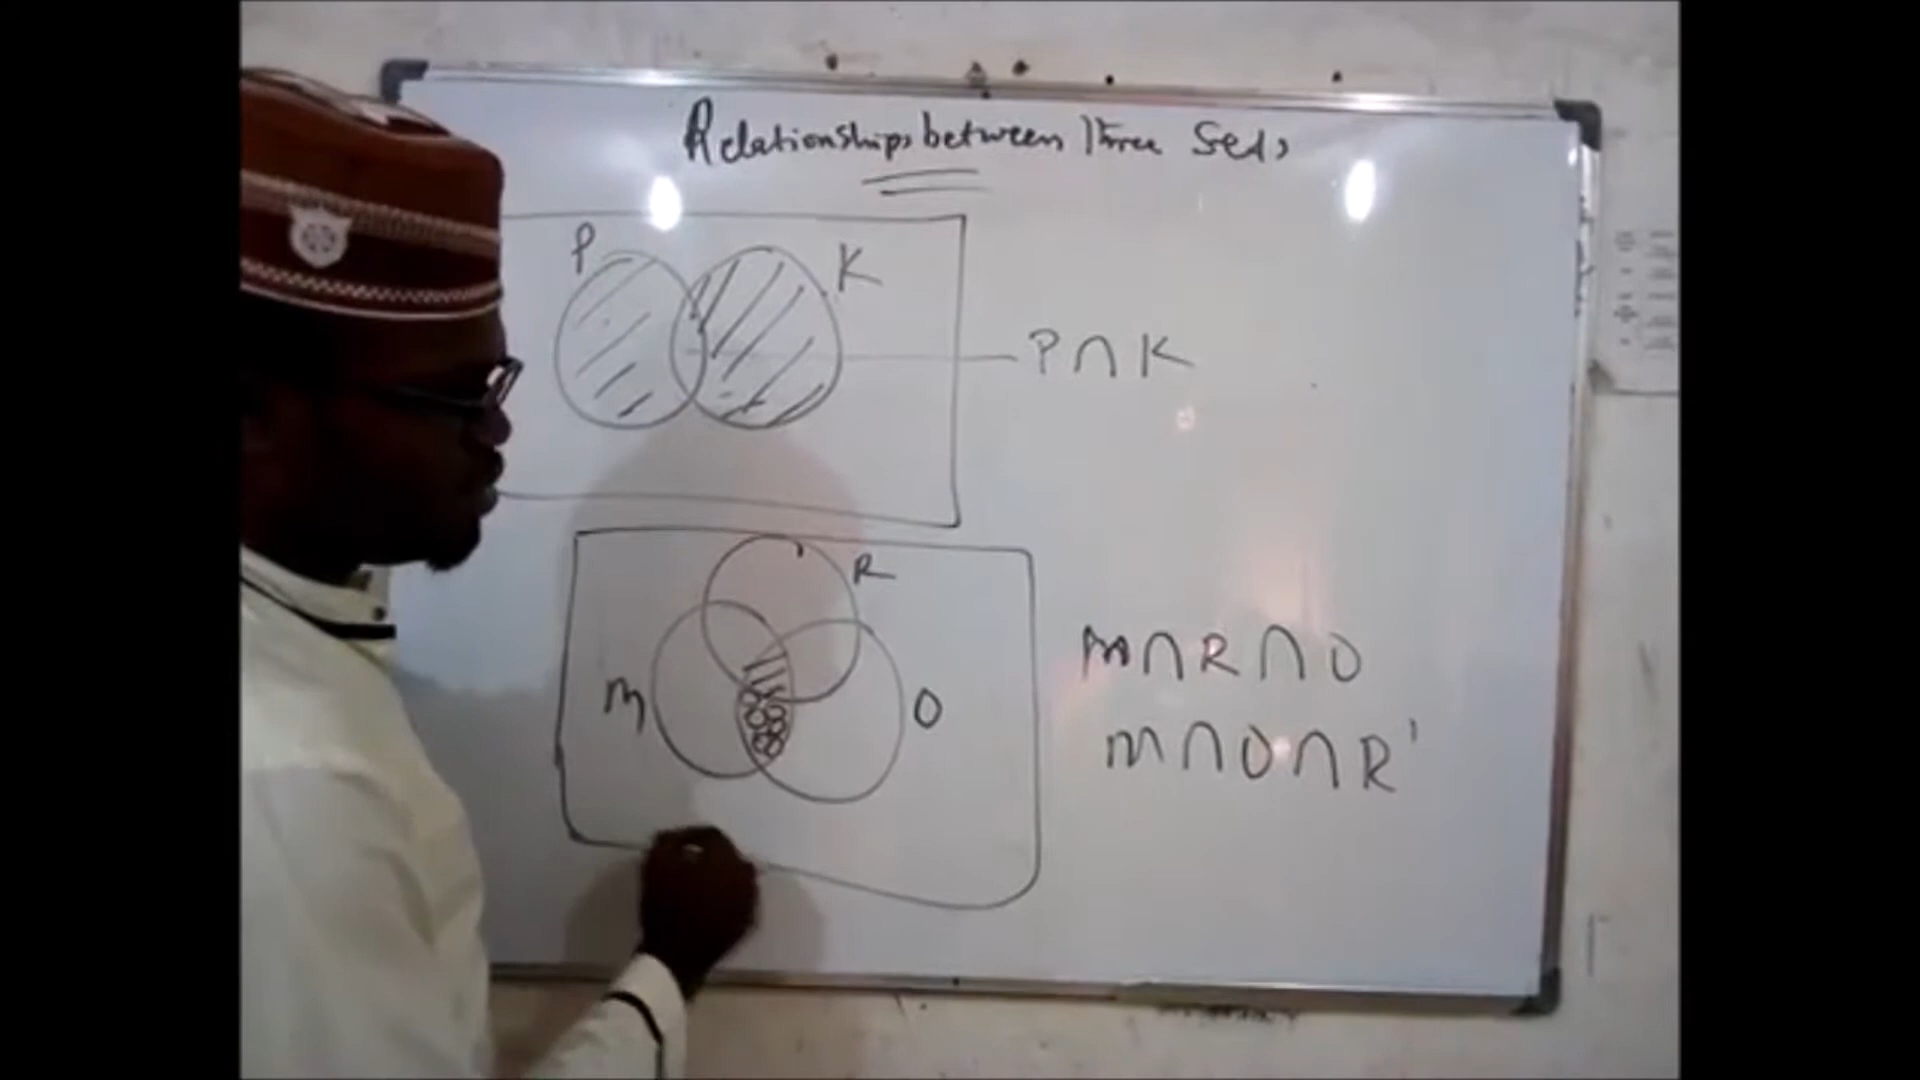 Relationships between Three Sets
P
K
P ∩ K
R
M
O
M ∩ R ∩ O
M ∩ O ∩ R'